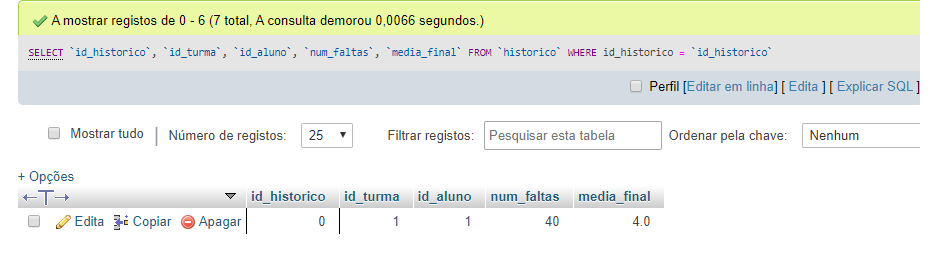 A mostrar registos de 0 - 6 (7 total, A consulta demorou 0,0066 segundos.)
SELECT `id_historico`, `id_turma`, `id_aluno`, `num_faltas`, `media_final` FROM `historico` WHERE id_historico = `id_historico`
Perfil [Editar em linha] [ Edita ] [ Explicar SQL ]
Mostrar tudo | Número de registos: 25 Filtrar registos: Pesquisar esta tabela Ordenar pela chave: Nenhum
+ Opções
←T→ id_historico id_turma id_aluno num_faltas media_final
Edita Copiar Apagar 0 1 1 40 4.0